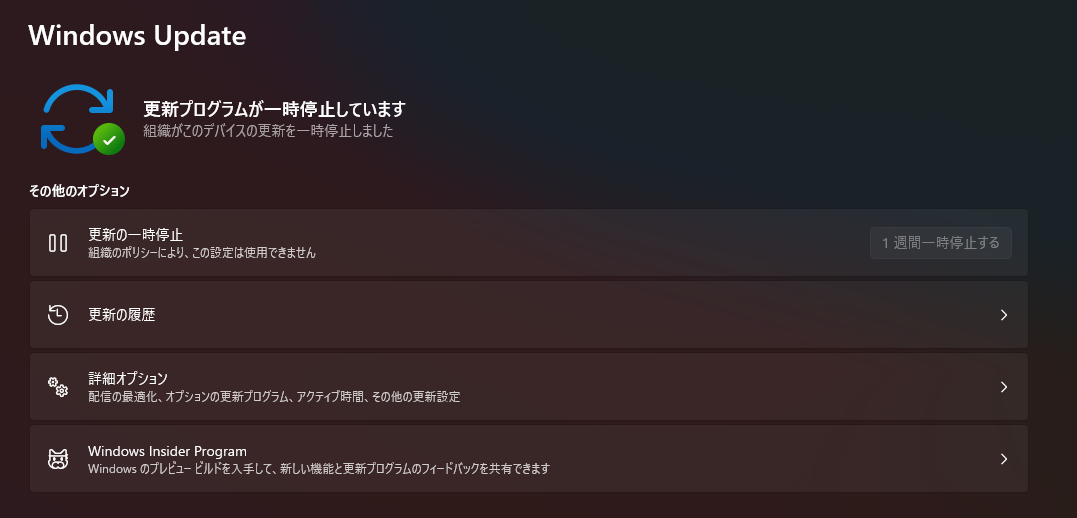 Windows Update
更新プログラムが一時停止しています
組織がこのデバイスの更新を一時停止しました
その他のオプション
更新の一時停止
組織のポリシーにより、この設定は使用できません
1 週間一時停止する
更新の履歴
詳細オプション
配信の最適化、オプションの更新プログラム、アクティブ時間、その他の更新設定
Windows Insider Program
Windows のプレビュー ビルドを入手して、新しい機能と更新プログラムのフィードバックを共有できます